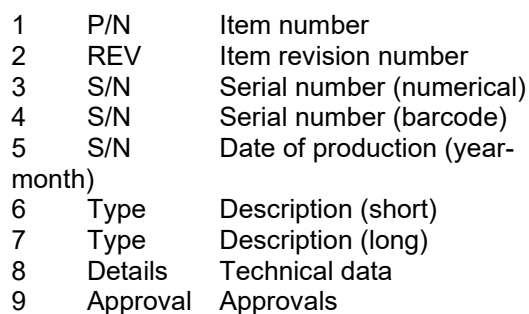 1 P/N Item number
2 REV Item revision number
3 S/N Serial number (numerical)
4 S/N Serial number (barcode)
5 S/N Date of production (year-
month)
6 Type Description (short)
7 Type Description (long)
8 Details Technical data
9 Approval Approvals